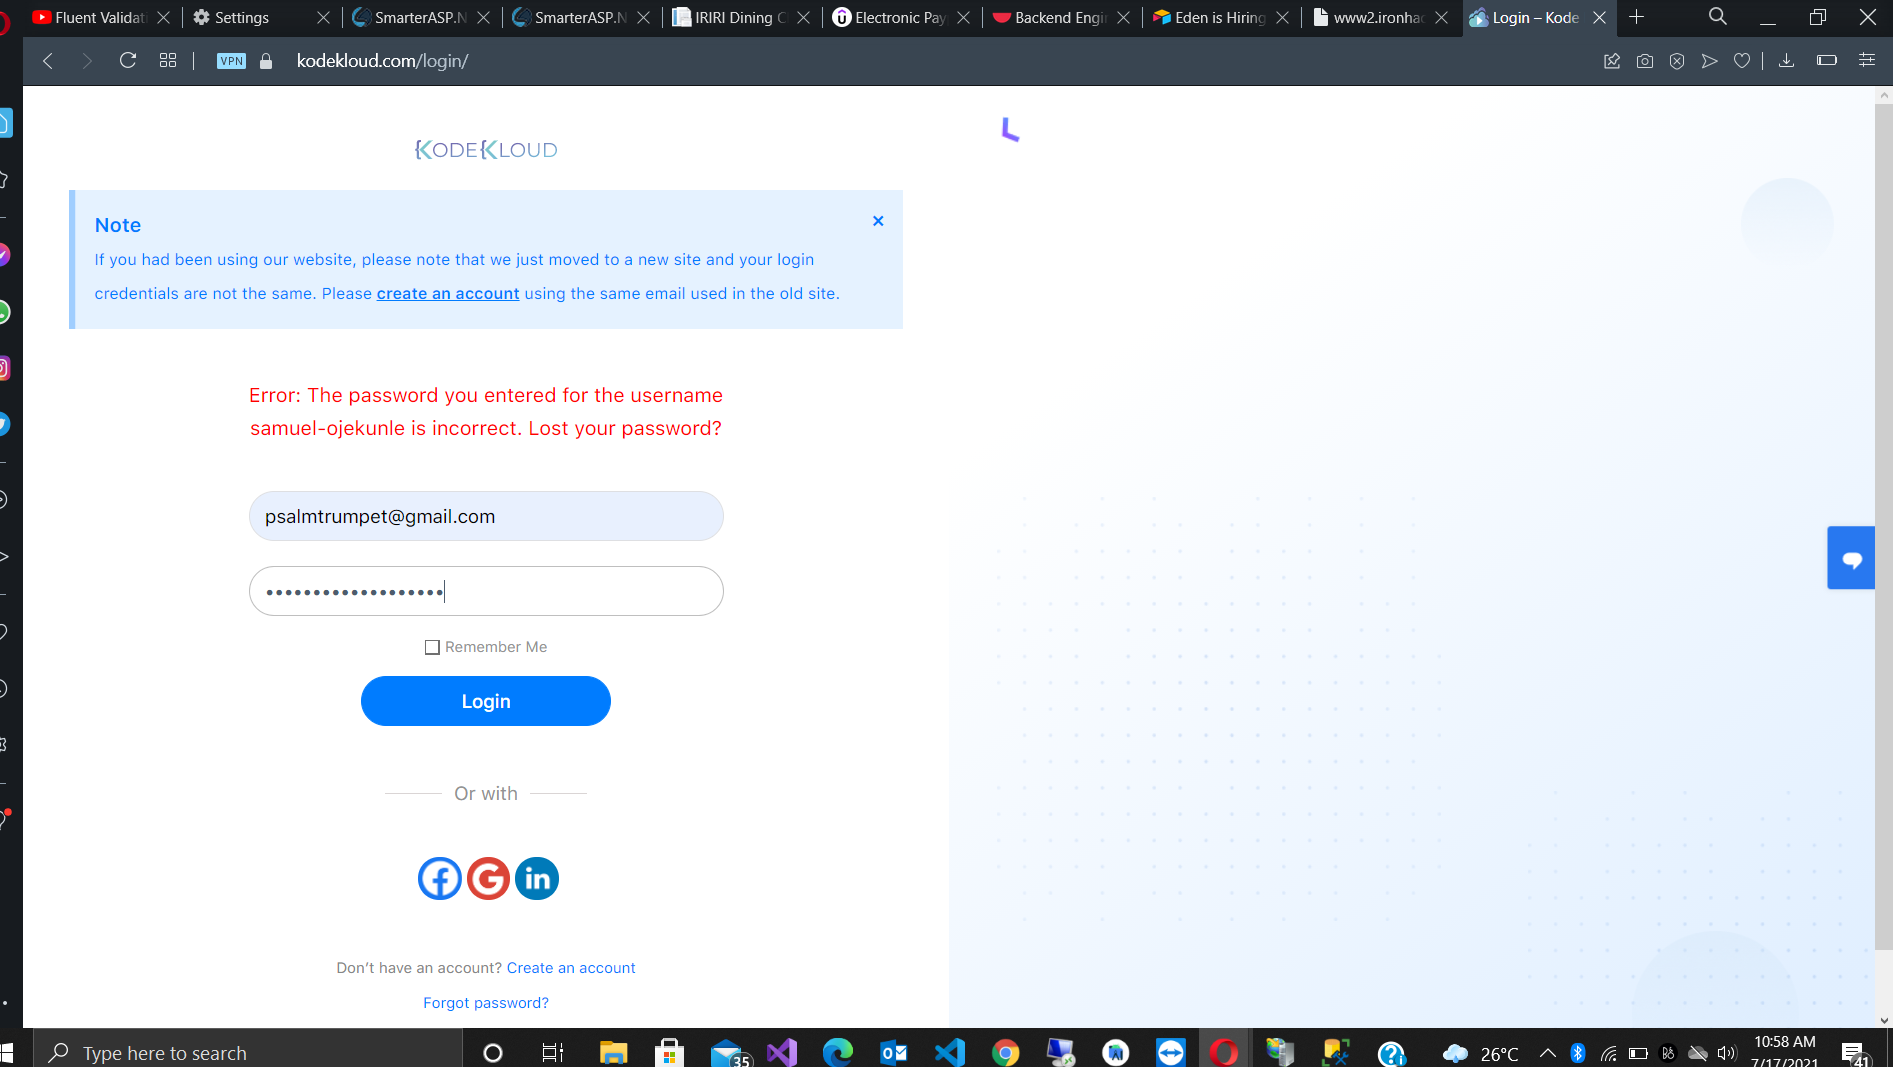 Fluent Validati
Settings
SmarterASP.N
SmarterASP.N
IRIRI Dining C
Electronic Pay
Backend Engi
Eden is Hiring
www2.ironhac
Login – Kode
VPN
kodekloud.com/login/
KODEKLOUD
Note
If you had been using our website, please note that we just moved to a new site and your login
credentials are not the same. Please create an account using the same email used in the old site.
Error: The password you entered for the username
samuel-ojekunle is incorrect. Lost your password?
psalmtrumpet@gmail.com
Remember Me
Login
Or with
in
Don't have an account? Create an account
Forgot password?
Type here to search
35
26°C
10:58 AM
7/17/2021
41